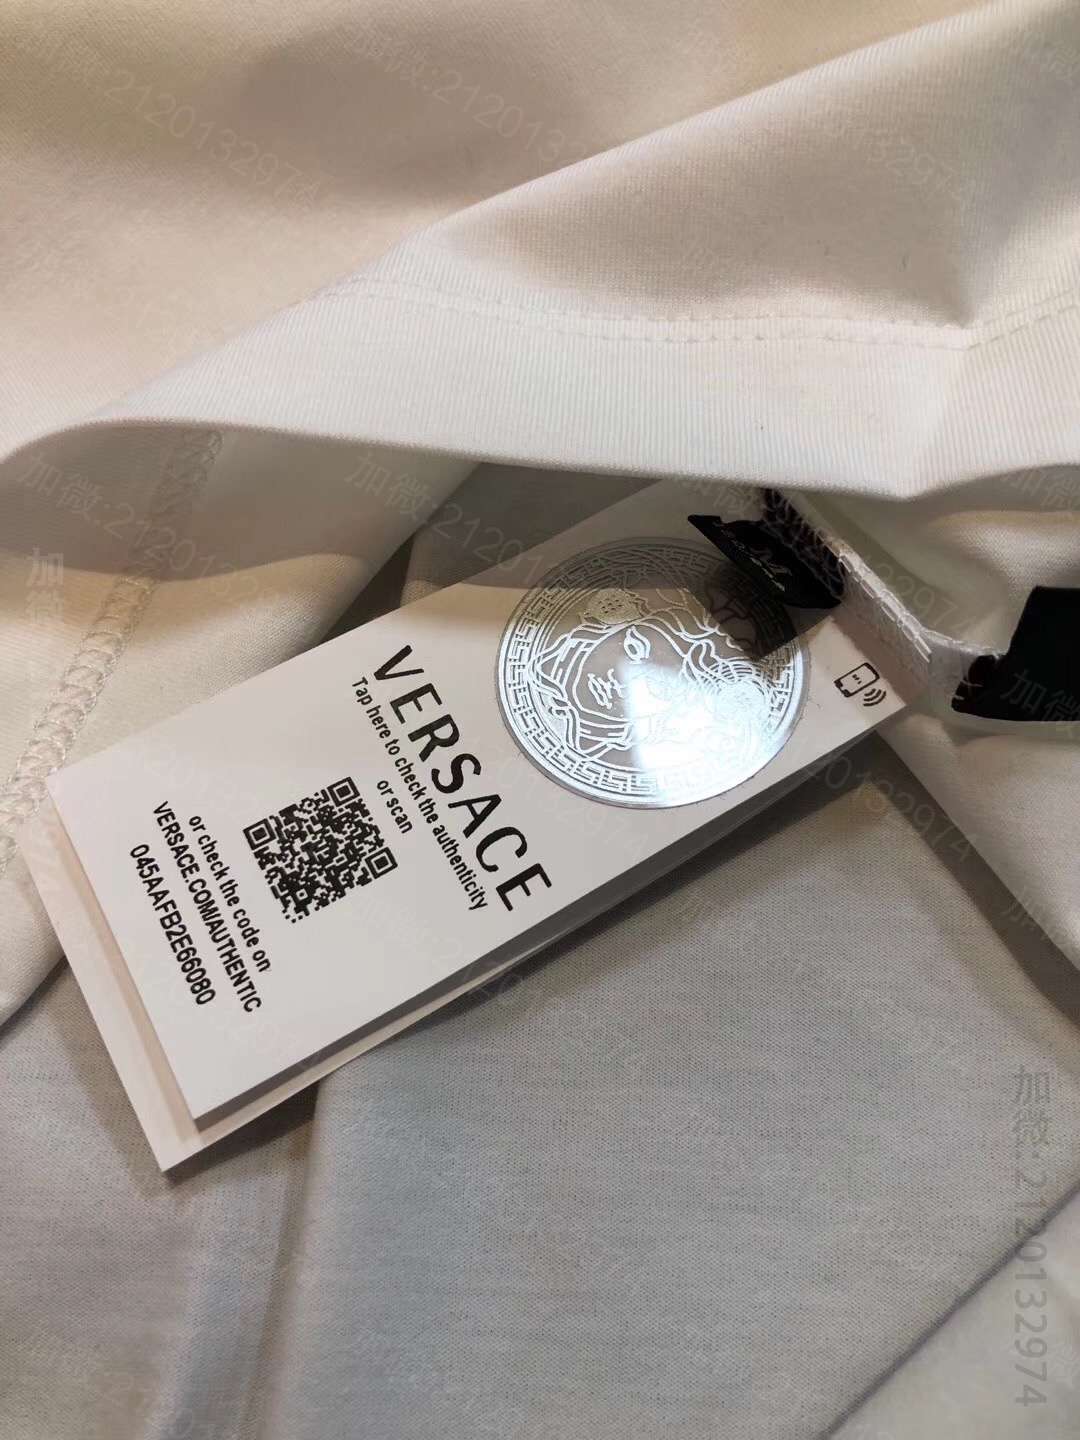 VERSACE
Tap here to check the authenticity
or scan
or check the code on:
VERSACE.COM/AUTHENTIC
045AAFB2E66080
加微:2120132974